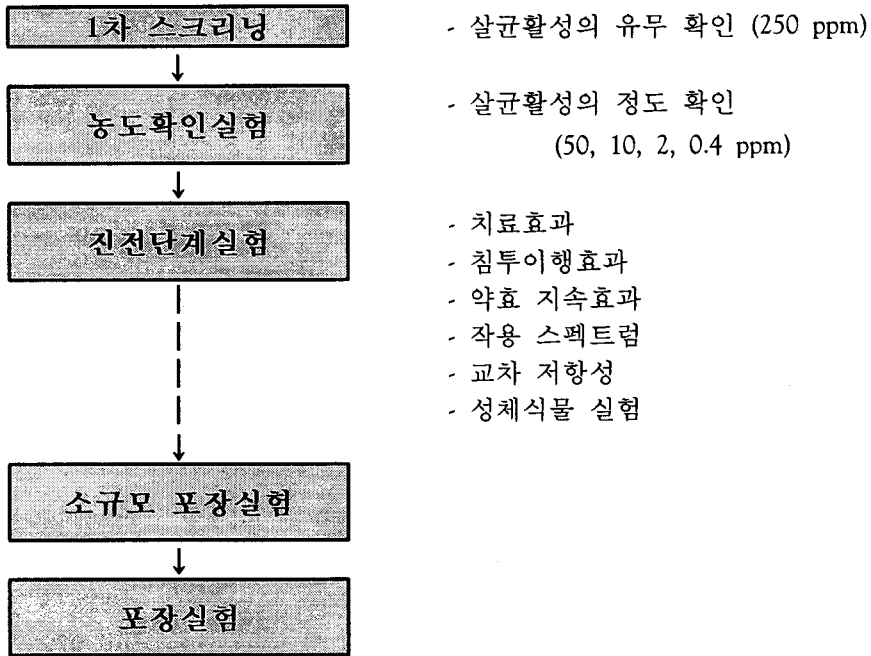 1차 스크리닝
- 살균활성의 유무 확인 (250 ppm)
농도확인실험
- 살균활성의 정도 확인
(50, 10, 2, 0.4 ppm)
진전단계실험
- 치료효과
- 침투이행효과
- 약효 지속효과
- 작용 스펙트럼
- 교차 저항성
- 성체식물 실험
소규모 포장실험
포장실험